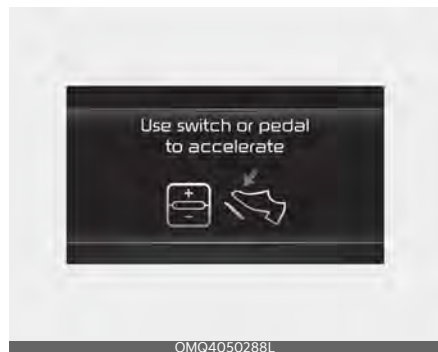 Use switch or pedal
to accelerate
+
-
OMQ4050288L